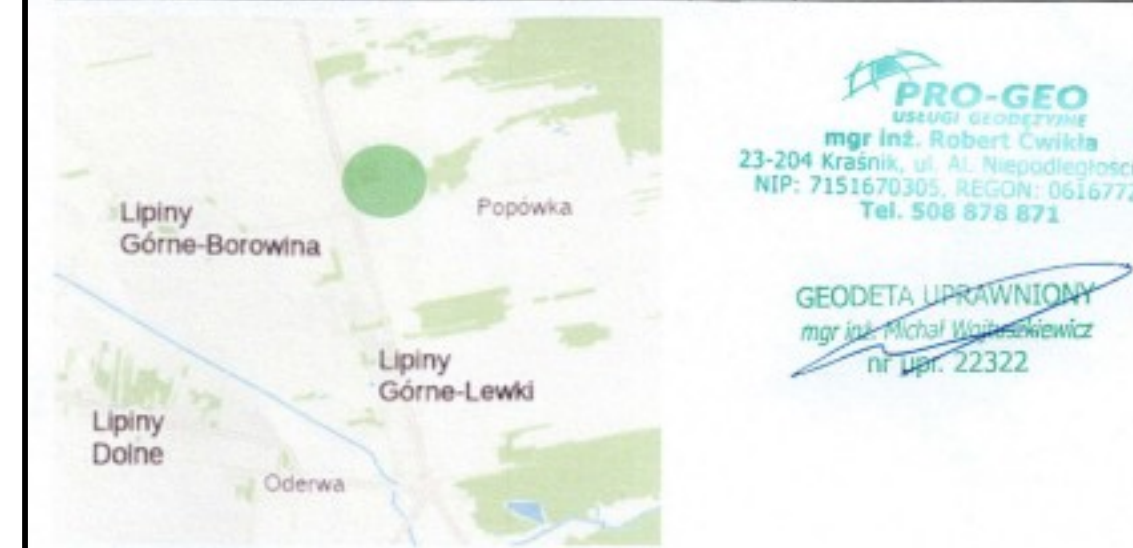 Popówka
Lipiny
Górne-Borowina
Lipiny
Górne-Lewki
Lipiny
Dolne
Oderwa
PRO-GEO
USŁUGI GEODEZYJNE
mgr inż. Robert Ćwikła
23-204 Kraśnik, ul. Al. Niepodległości
NIP: 7151670305, REGON: 0616772
Tel. 508 878 871
GEODETA UPRAWNIONY
mgr inż. Michał Wojtuszkiewicz
nr upr. 22322